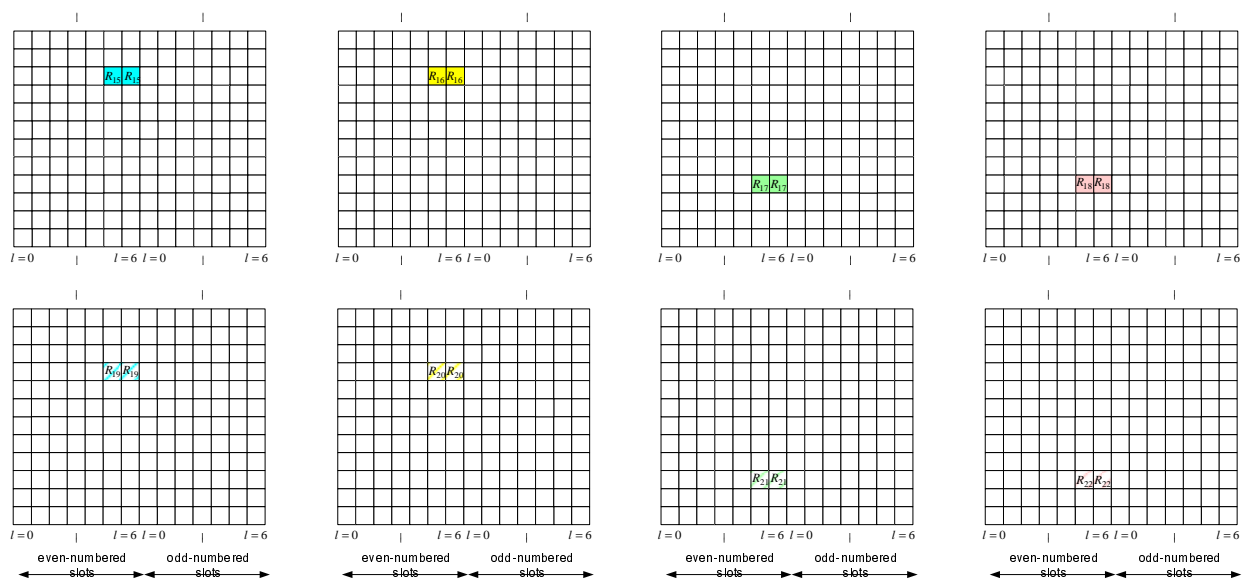 R15 R15 R16 R16
R17 R17 R18 R18
l = 0 l = 6 l = 0 l = 6 l = 0 l = 6 l = 0 l = 6 l = 0 l = 6 l = 0 l = 6 l = 0 l = 6 l = 0 l = 6
R19 R19 R20 R20
R21 R21 R22 R22
l = 0 l = 6 l = 0 l = 6 l = 0 l = 6 l = 0 l = 6 l = 0 l = 6 l = 0 l = 6 l = 0 l = 6 l = 0 l = 6
even-numbered odd-numbered even-numbered odd-numbered even-numbered odd-numbered even-numbered odd-numbered
slots slots slots slots slots slots slots slots